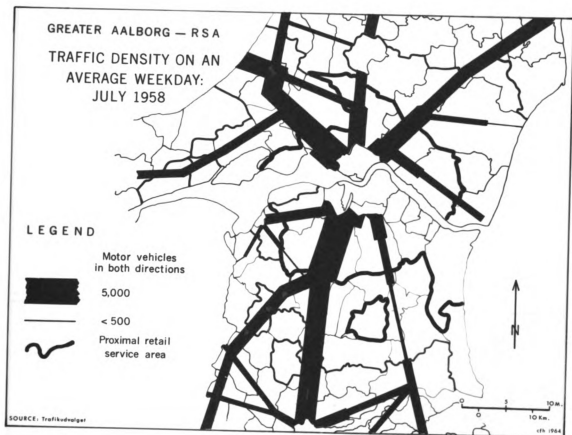 GREATER AALBORG — RSA
TRAFFIC DENSITY ON AN
AVERAGE WEEKDAY:
JULY 1958
LEGEND
Motor vehicles
in both directions
5,000
< 500
Proximal retail
service area
N
0 5 10 M.
0 10 Km.
SOURCE: Trafikudvalget
cfh 1964